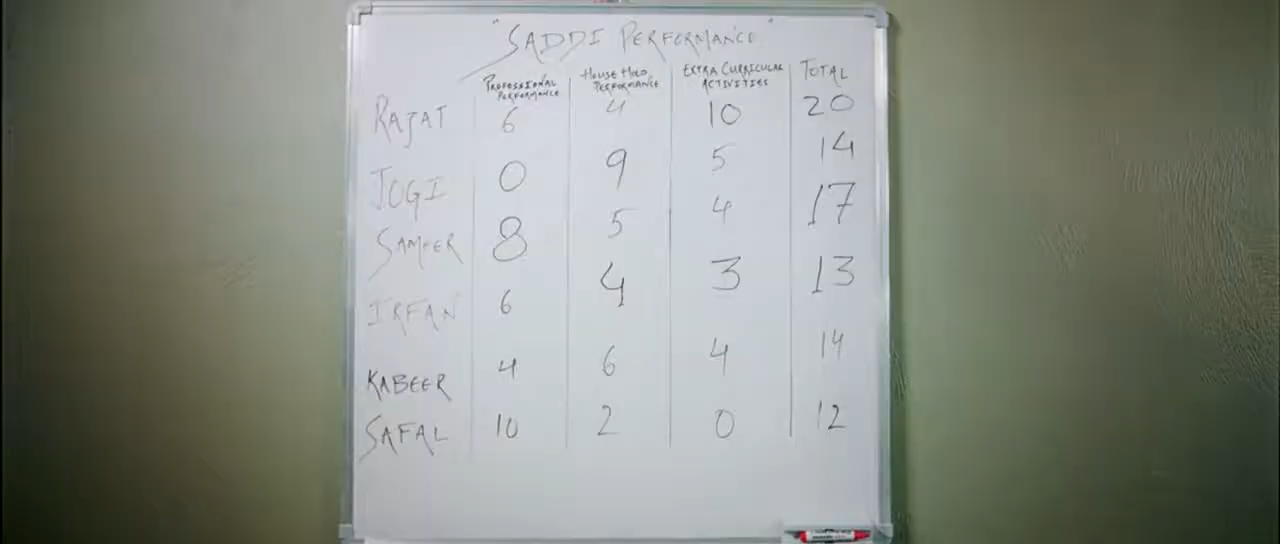 "SADDI PERFORMANCE"
PROFESSIONAL PERFORMANCE HOUSE HOLD PERFORMANCE EXTRA CURRICULAR ACTIVITIES TOTAL
RAJAT 6 4 10 20
JOGI 0 9 5 14
SAMEER 8 5 4 17
IRFAN 6 4 3 13
KABEER 4 6 4 14
SAFAL 10 2 0 12